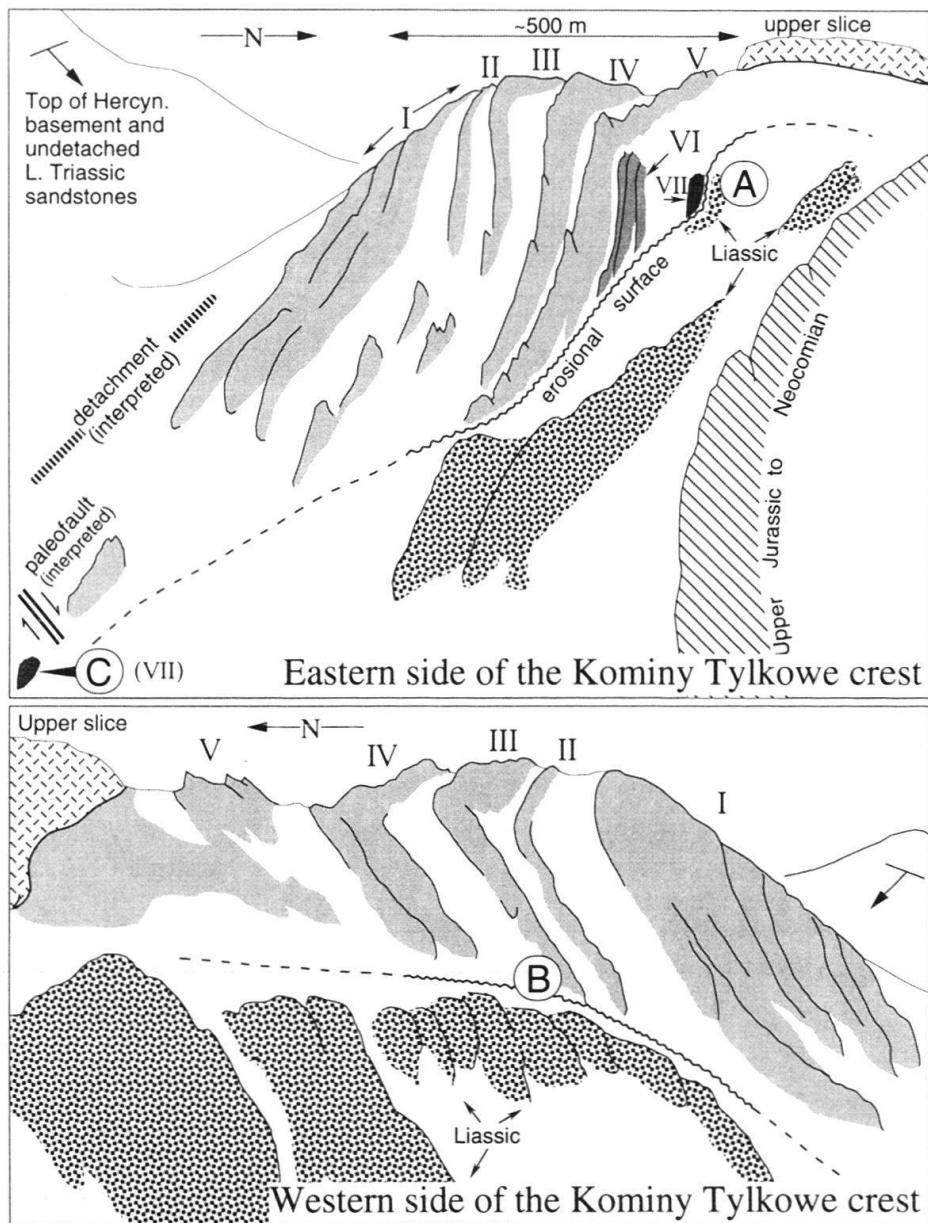 N
~500 m
upper slice
I
II
III
IV
V
Top of Hercyn.
basement and
undetached
L. Triassic
sandstones
VI
VII
A
Liassic
erosional surface
detachment
(interpreted)
Upper Jurassic to Neocomian
paleofault
(interpreted)
C
(VII)
Eastern side of the Kominy Tylkowe crest
Upper slice
N
V
IV
III
II
I
B
Liassic
Western side of the Kominy Tylkowe crest